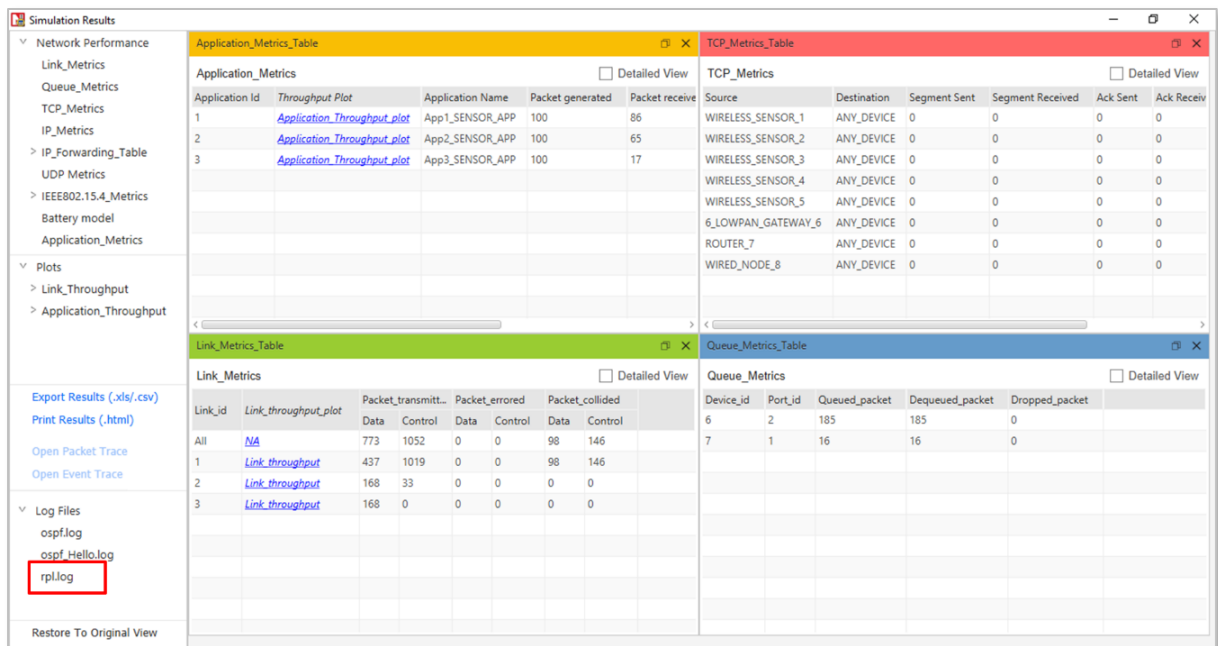 Simulation Results
Network Performance
Link_Metrics
Queue_Metrics
TCP_Metrics
IP_Metrics
IP_Forwarding_Table
UDP Metrics
IEEE802.15.4_Metrics
Battery model
Application_Metrics
Plots
Link_Throughput
Application_Throughput
Export Results (.xls/.csv)
Print Results (.html)
Open Packet Trace
Open Event Trace
Log Files
ospf.log
ospf_Hello.log
rpl.log
Restore To Original View
Application_Metrics_Table
Application_Metrics Detailed View
Application Id Throughput Plot Application Name Packet generated Packet receive
1 Application_Throughput_plot App1_SENSOR_APP 100 86
2 Application_Throughput_plot App2_SENSOR_APP 100 65
3 Application_Throughput_plot App3_SENSOR_APP 100 17
TCP_Metrics_Table
TCP_Metrics Detailed View
Source Destination Segment Sent Segment Received Ack Sent Ack Receiv
WIRELESS_SENSOR_1 ANY_DEVICE 0 0 0 0
WIRELESS_SENSOR_2 ANY_DEVICE 0 0 0 0
WIRELESS_SENSOR_3 ANY_DEVICE 0 0 0 0
WIRELESS_SENSOR_4 ANY_DEVICE 0 0 0 0
WIRELESS_SENSOR_5 ANY_DEVICE 0 0 0 0
6_LOWPAN_GATEWAY_6 ANY_DEVICE 0 0 0 0
ROUTER_7 ANY_DEVICE 0 0 0 0
WIRED_NODE_8 ANY_DEVICE 0 0 0 0
Link_Metrics_Table
Link_Metrics Detailed View
Link_id Link_throughput_plot Packet_transmitt... Packet_errored Packet_collided
Data Control Data Control Data Control
All NA 773 1052 0 0 98 146
1 Link_throughput 437 1019 0 0 98 146
2 Link_throughput 168 33 0 0 0 0
3 Link_throughput 168 0 0 0 0 0
Queue_Metrics_Table
Queue_Metrics Detailed View
Device_id Port_id Queued_packet Dequeued_packet Dropped_packet
6 2 185 185 0
7 1 16 16 0